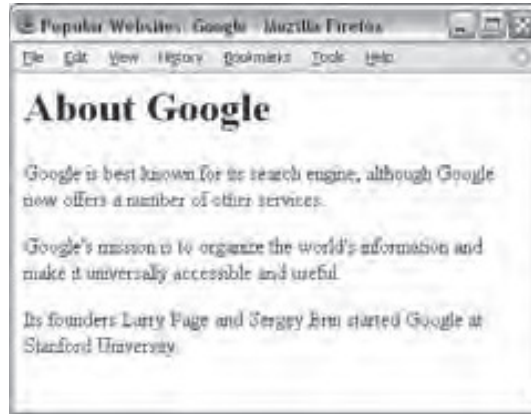 Popular Websites: Google - Mozilla Firefox
File Edit View History Bookmarks Tools Help
About Google
Google is best known for its search engine, although Google
now offers a number of other services.
Google's mission is to organize the world's information and
make it universally accessible and useful.
Its founders Larry Page and Sergey Brin started Google at
Stanford University.